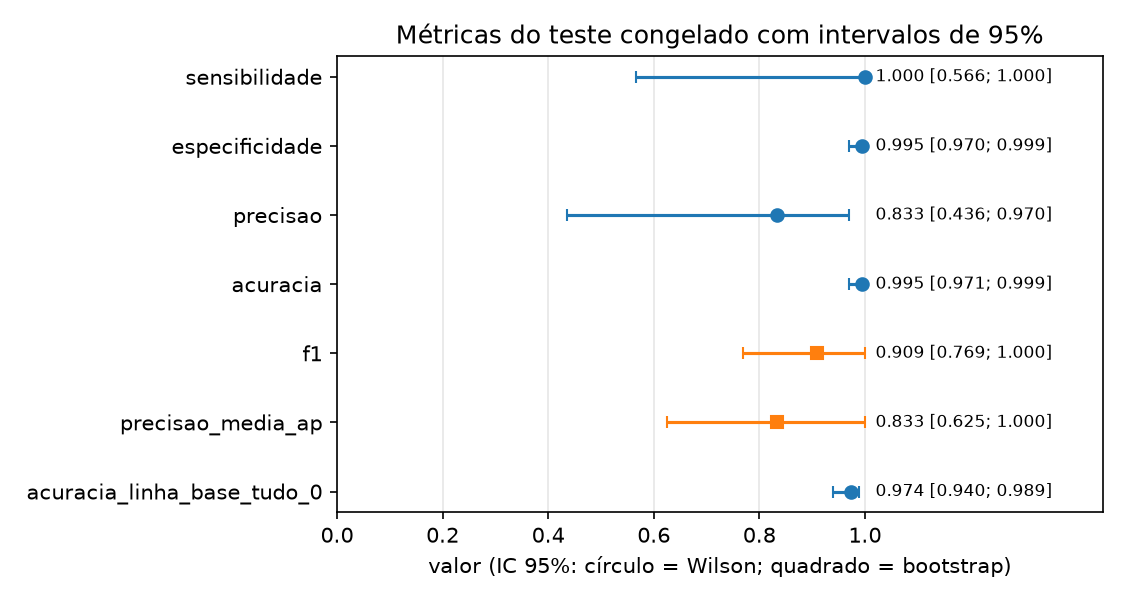 Métricas do teste congelado com intervalos de 95%
sensibilidade 1.000 [0.566; 1.000]
especificidade 0.995 [0.970; 0.999]
precisao 0.833 [0.436; 0.970]
acuracia 0.995 [0.971; 0.999]
f1 0.909 [0.769; 1.000]
precisao_media_ap 0.833 [0.625; 1.000]
acuracia_linha_base_tudo_0 0.974 [0.940; 0.989]
0.0 0.2 0.4 0.6 0.8 1.0
valor (IC 95%: círculo = Wilson; quadrado = bootstrap)